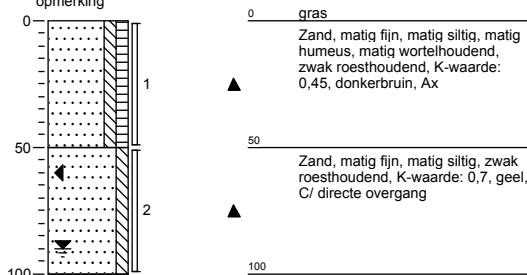 opmerking
0
50
100
1
2
0
gras
Zand, matig fijn, matig siltig, matig
humeus, matig wortelhoudend,
zwak roesthoudend, K-waarde:
0,45, donkerbruin, Ax
50
Zand, matig fijn, matig siltig, zwak
roesthoudend, K-waarde: 0,7, geel,
C/ directe overgang
100